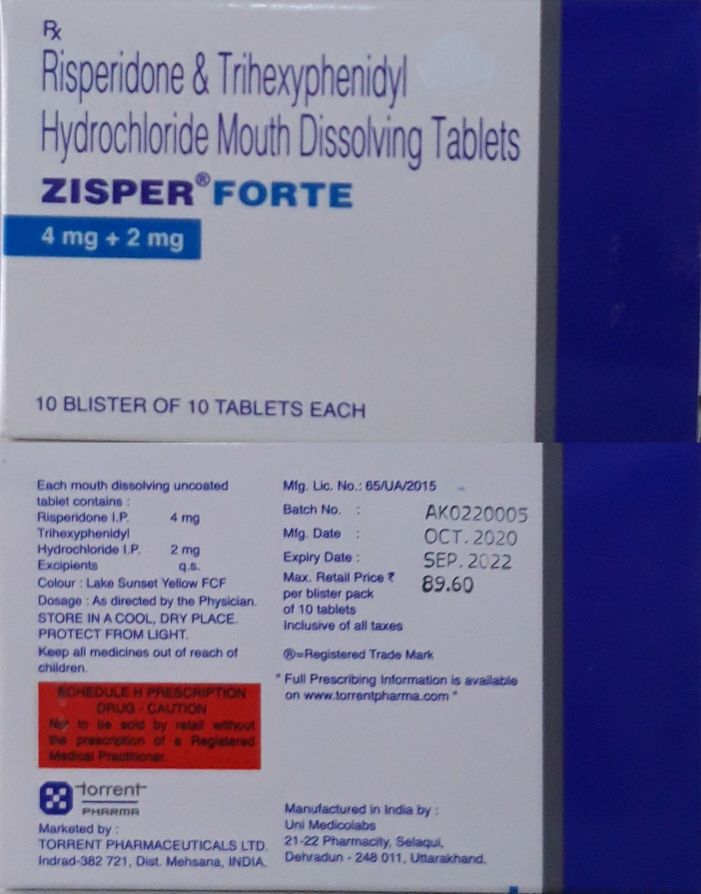 Rx
Risperidone & Trihexyphenidyl
Hydrochloride Mouth Dissolving Tablets
ZISPER® FORTE
4 mg + 2 mg
10 BLISTER OF 10 TABLETS EACH
Each mouth dissolving uncoated
tablet contains :
Risperidone I.P. 4 mg
Trihexyphenidyl
Hydrochloride I.P. 2 mg
Excipients q.s.
Colour : Lake Sunset Yellow FCF
Dosage : As directed by the Physician.
STORE IN A COOL, DRY PLACE.
PROTECT FROM LIGHT.
Keep all medicines out of reach of
children.
SCHEDULE H PRESCRIPTION
DRUG - CAUTION
Not to be sold by retail without
the prescription of a Registered
Medical Practitioner.
torrent
PHARMA
Marketed by :
TORRENT PHARMACEUTICALS LTD.
Indrad-382 721, Dist. Mehsana, INDIA.
Mfg. Lic. No.: 65/UA/2015
Batch No. : AK0220005
Mfg. Date : OCT. 2020
Expiry Date : SEP. 2022
Max. Retail Price ₹ 89.60
per blister pack
of 10 tablets
Inclusive of all taxes
®=Registered Trade Mark
" Full Prescribing Information is available
on www.torrentpharma.com "
Manufactured in India by :
Uni Medicolabs
21-22 Pharmacity, Selaqui,
Dehradun - 248 011, Uttarakhand.